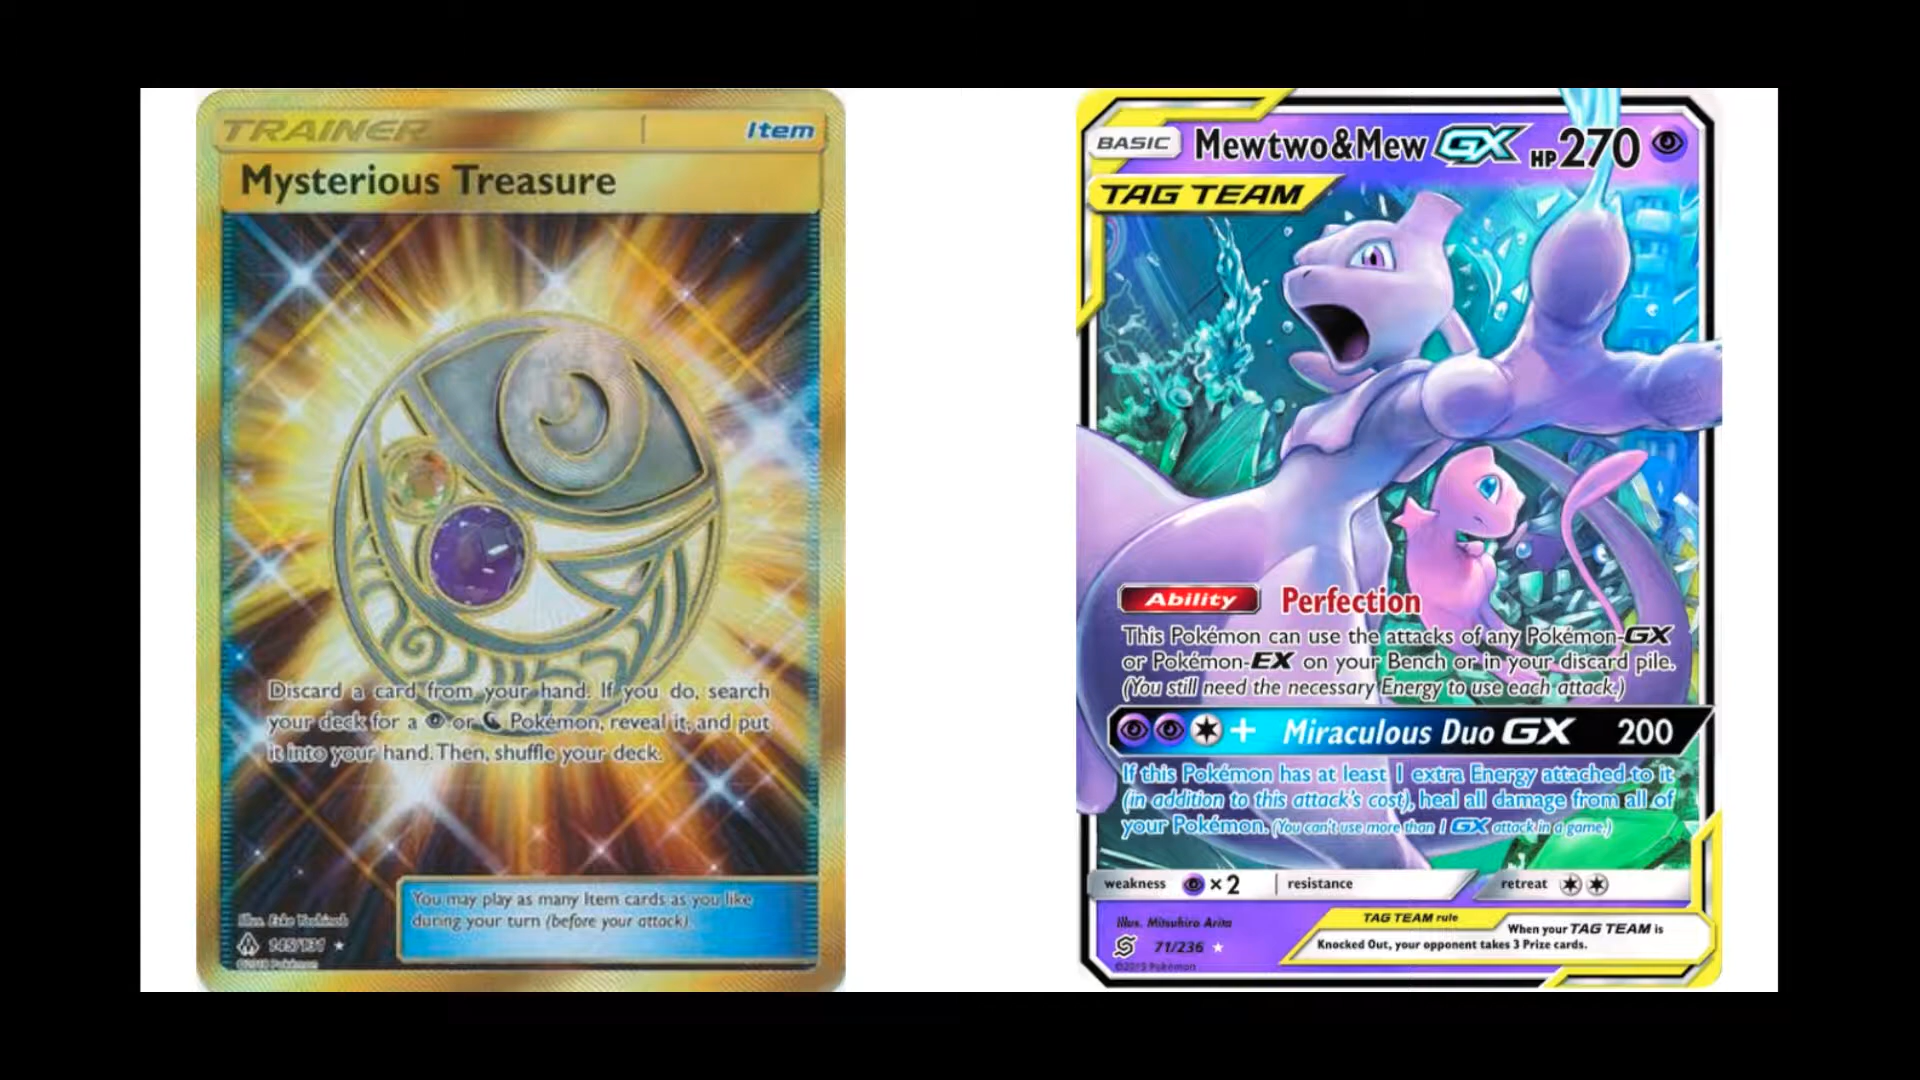 TRAINER
Item
Mysterious Treasure
Discard a card from your hand. If you do, search
your deck for a or Pokémon, reveal it, and put
it into your hand. Then, shuffle your deck.
You may play as many Item cards as you like
during your turn (before your attack).
145/131
©2018 Pokémon
BASIC
Mewtwo&Mew GX HP270
TAG TEAM
Ability Perfection
This Pokémon can use the attacks of any Pokémon-GX
or Pokémon-EX on your Bench or in your discard pile.
(You still need the necessary Energy to use each attack.)
+ Miraculous Duo GX 200
If this Pokémon has at least 1 extra Energy attached to it
(in addition to this attack's cost), heal all damage from all of
your Pokémon. (You can't use more than 1 GX attack in a game.)
weakness ×2 resistance retreat
Illus. Mitsuhiro Arita
71/236
©2019 Pokémon
TAG TEAM rule
When your TAG TEAM is
Knocked Out, your opponent takes 3 Prize cards.